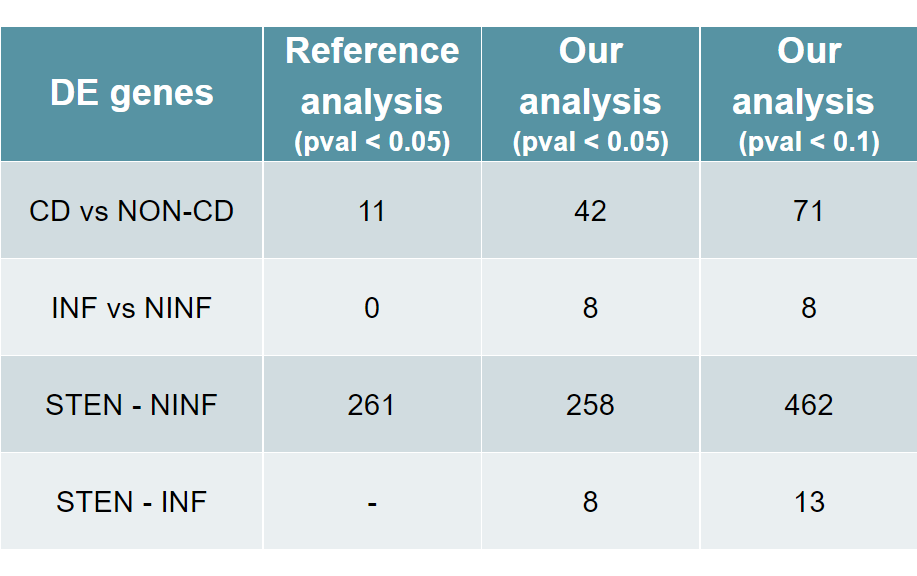 DE genes
Reference
analysis
(pval < 0.05)
Our
analysis
(pval < 0.05)
Our
analysis
(pval < 0.1)
CD vs NON-CD
11
42
71
INF vs NINF
0
8
8
STEN - NINF
261
258
462
STEN - INF
-
8
13